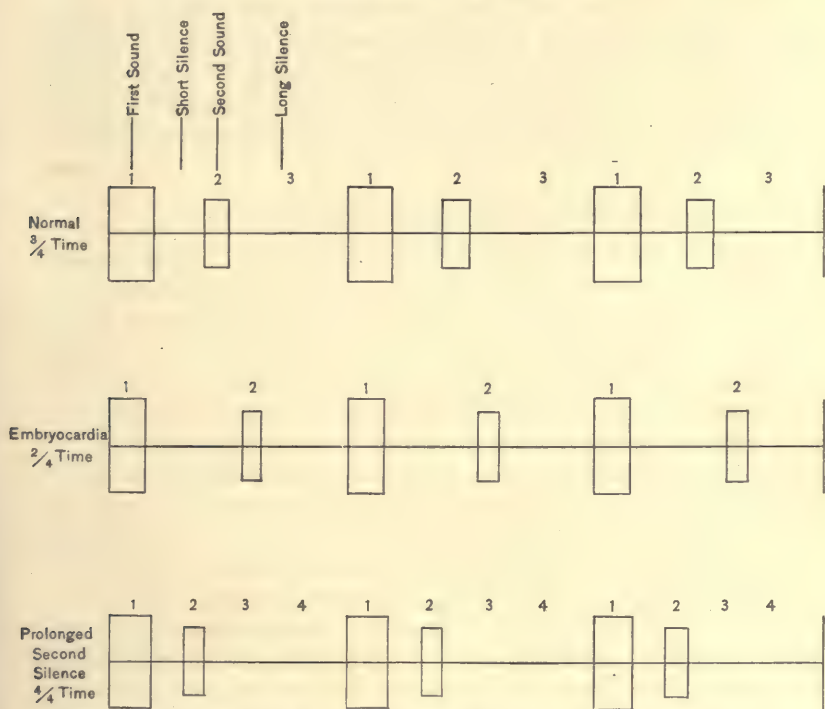 First Sound
Short Silence
Second Sound
Long Silence
1 2 3 1 2 3 1 2 3
Normal
3/4 Time
1 2 1 2 1 2
Embryocardia
2/4 Time
1 2 3 4 1 2 3 4 1 2 3 4
Prolonged
Second
Silence
4/4 Time